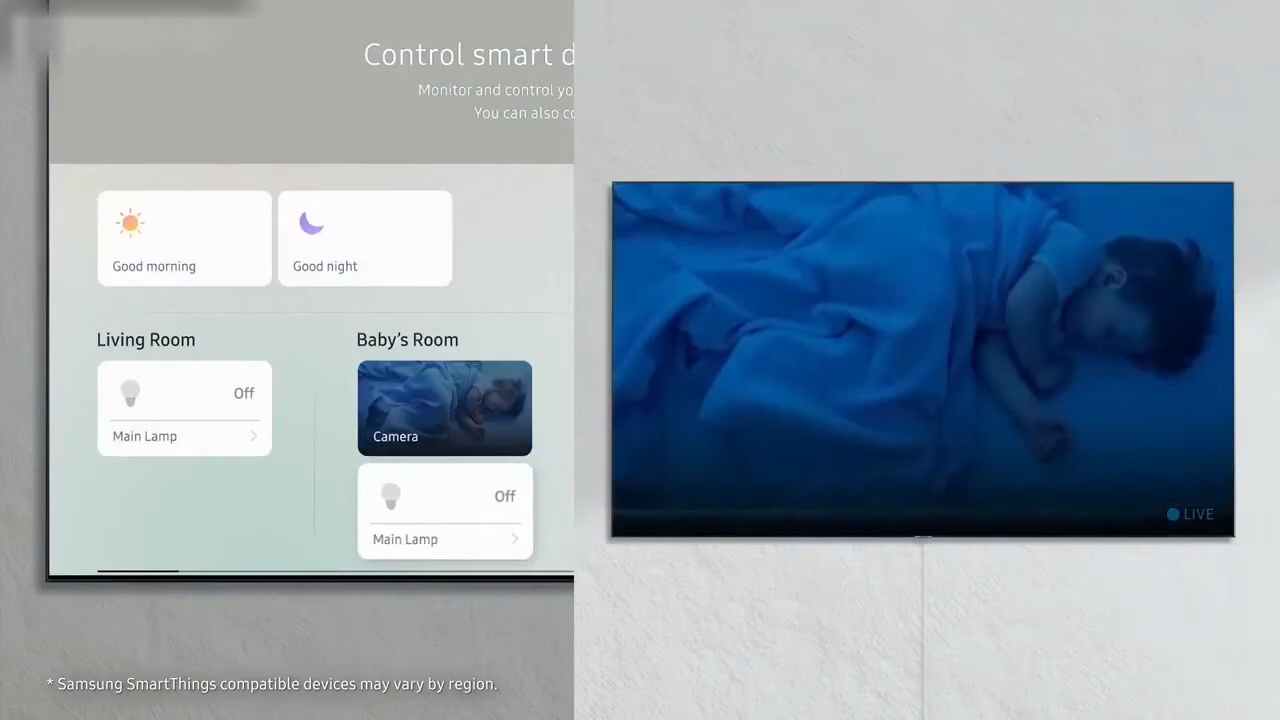 Control smart d
Monitor and control yo
You can also co
Good morning
Good night
Living Room
Baby's Room
Off
Main Lamp
Camera
Off
Main Lamp
LIVE
* Samsung SmartThings compatible devices may vary by region.